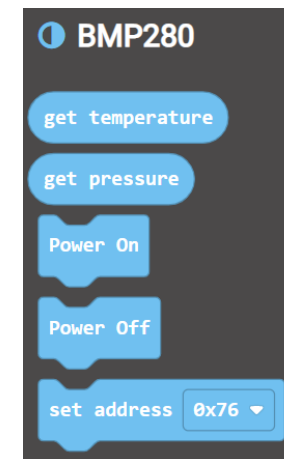 BMP280
get temperature
get pressure
Power On
Power Off
set address 0x76